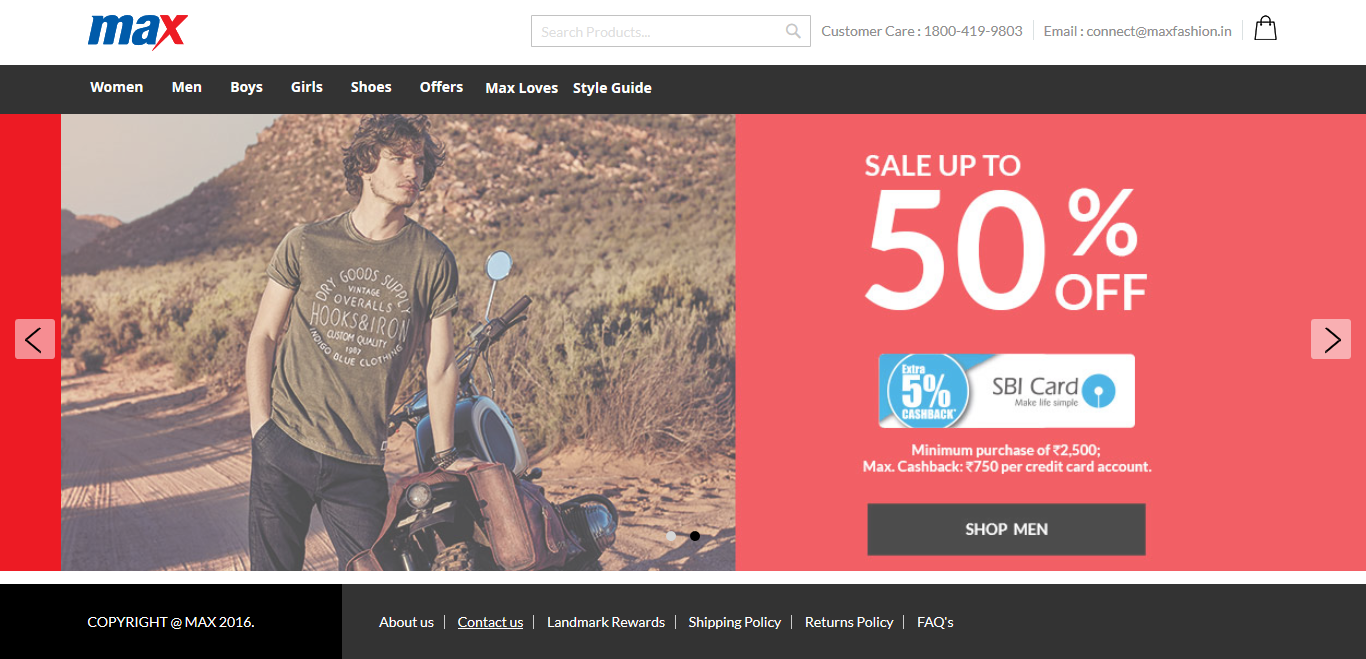 max
Search Products...
Customer Care : 1800-419-9803
Email : connect@maxfashion.in
Women Men Boys Girls Shoes Offers Max Loves Style Guide
DRY GOODS SUPPLY
VINTAGE
OVERALLS
HOOKS&IRON
CUSTOM QUALITY
1987
INDIGO BLUE CLOTHING
SALE UP TO
50%
OFF
Extra
5%
CASHBACK*
SBI Card
Make life simple
Minimum purchase of ₹2,500;
Max. Cashback: ₹750 per credit card account.
SHOP MEN
COPYRIGHT @ MAX 2016.
About us Contact us Landmark Rewards Shipping Policy Returns Policy FAQ's